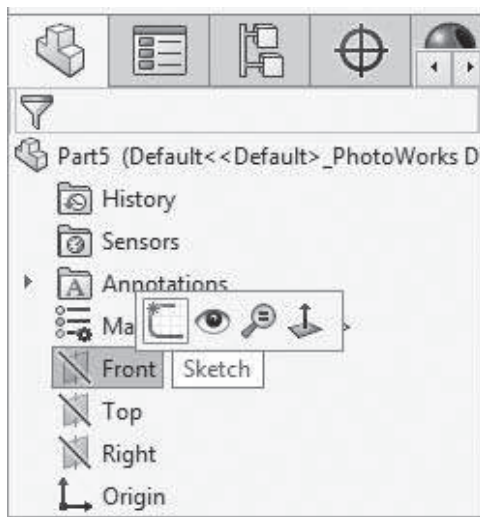 Part5 (Default<<Default>_PhotoWorks D
History
Sensors
A Annotations
Ma
Front Sketch
Top
Right
Origin